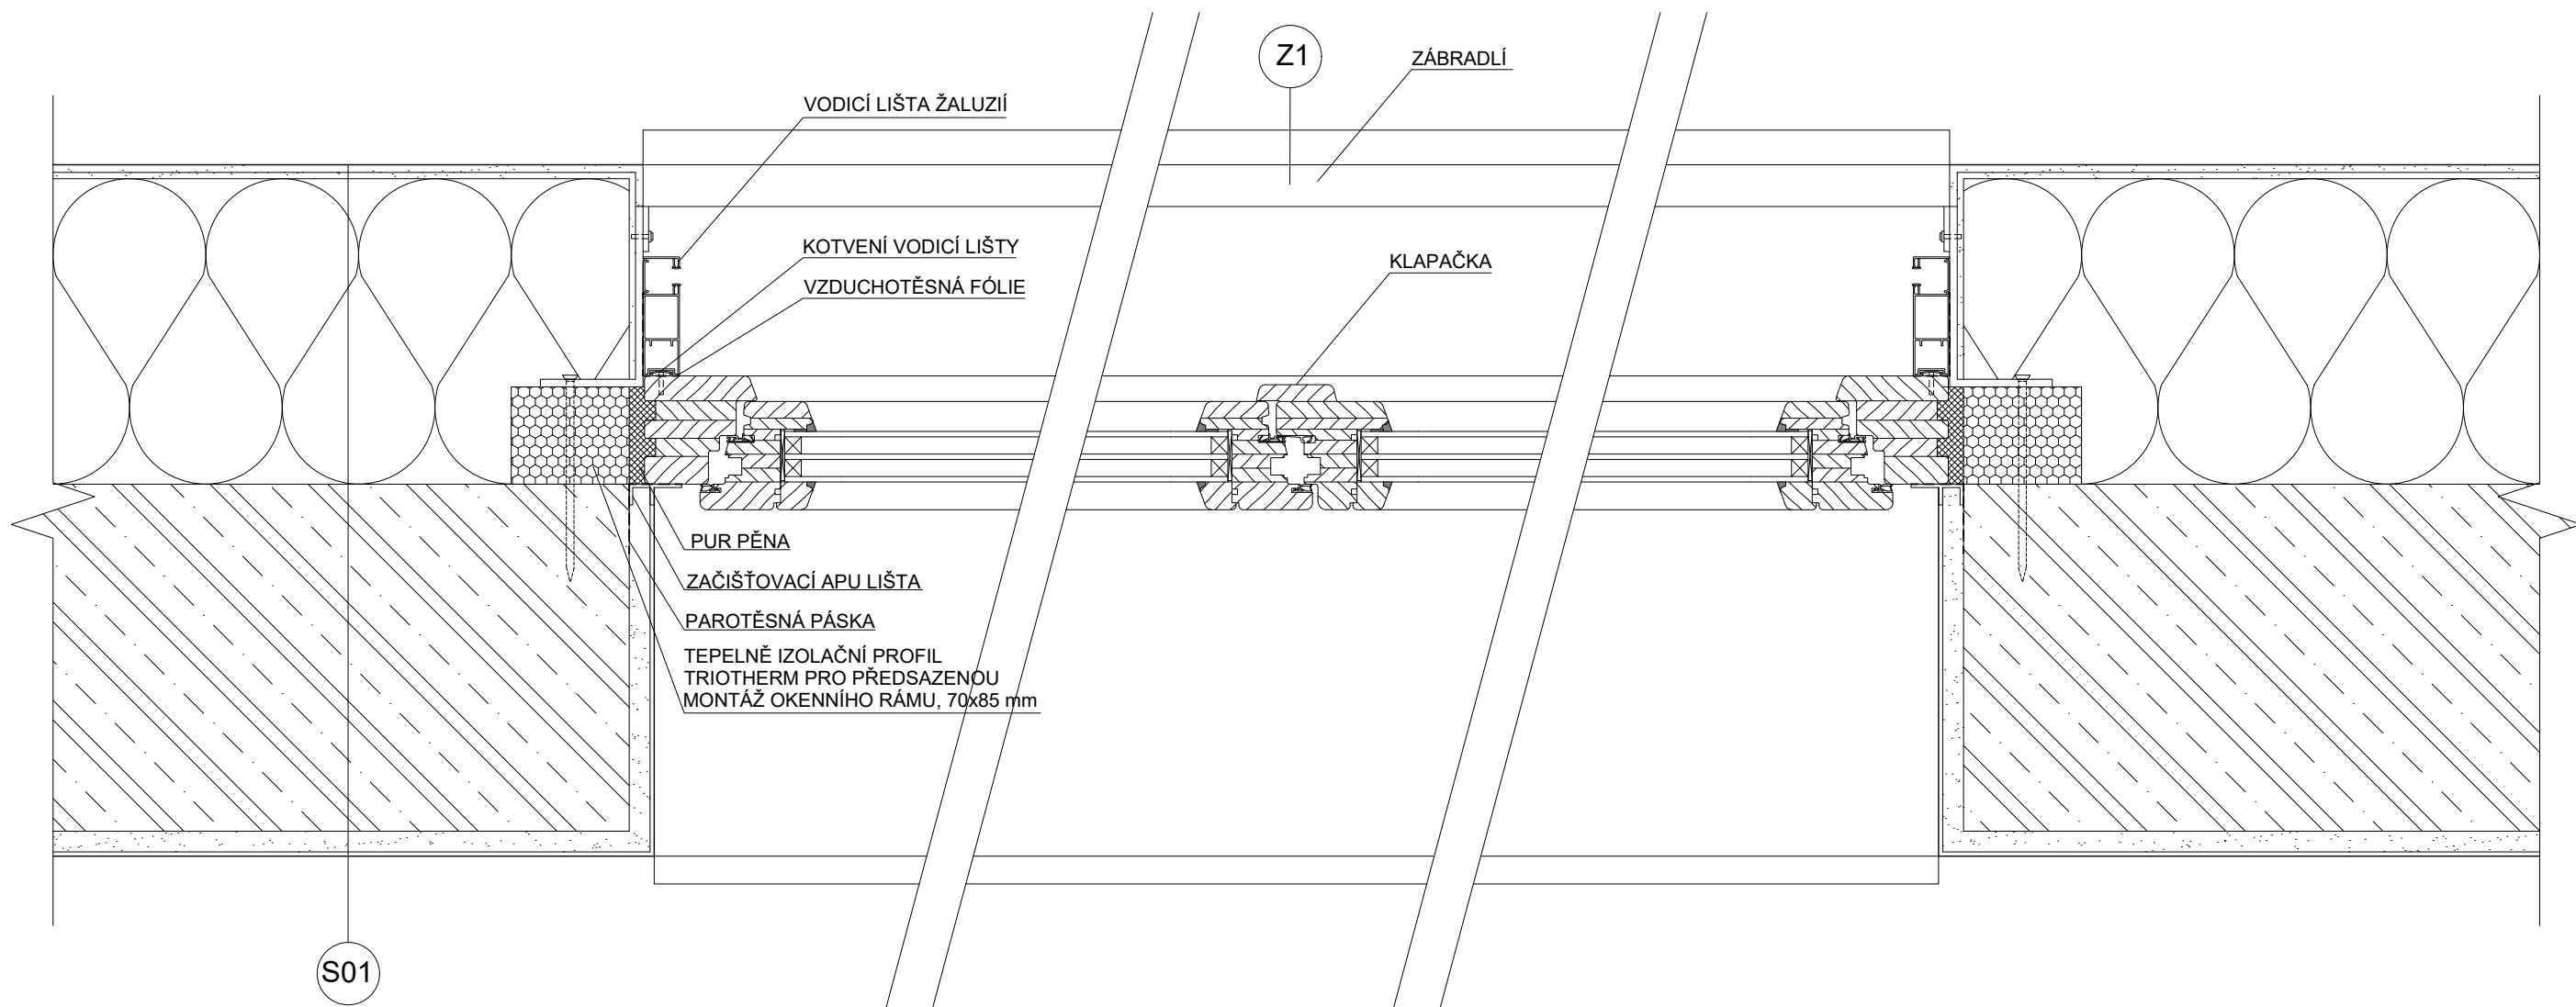 Z1
ZÁBRADLÍ
VODICÍ LIŠTA ŽALUZIÍ
KOTVENÍ VODICÍ LIŠTY
KLAPAČKA
VZDUCHOTĚSNÁ FÓLIE
PUR PĚNA
ZAČIŠŤOVACÍ APU LIŠTA
PAROTĚSNÁ PÁSKA
TEPELNĚ IZOLAČNÍ PROFIL
TRIOTHERM PRO PŘEDSAZENOU
MONTÁŽ OKENNÍHO RÁMU, 70x85 mm
S01